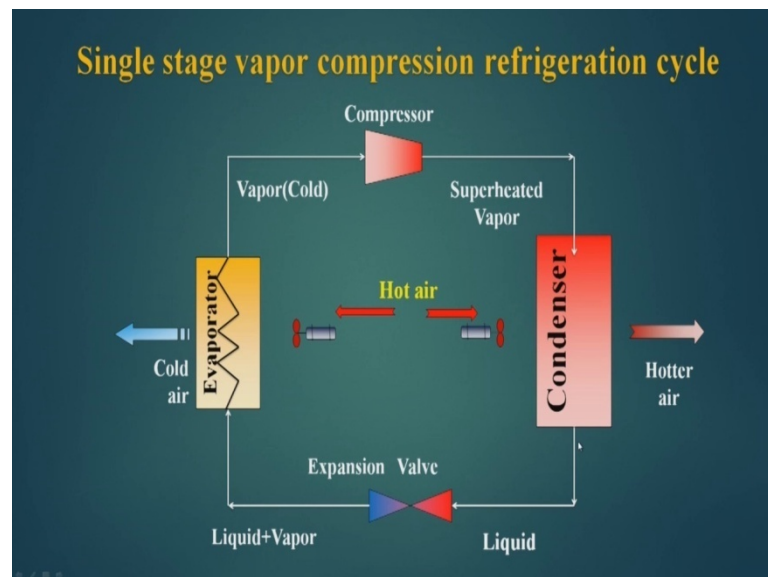 Single stage vapor compression refrigeration cycle
Compressor
Vapor(Cold)
Superheated
Vapor
Evaporator
Hot air
Condenser
Cold
air
Hotter
air
Expansion Valve
Liquid+Vapor
Liquid